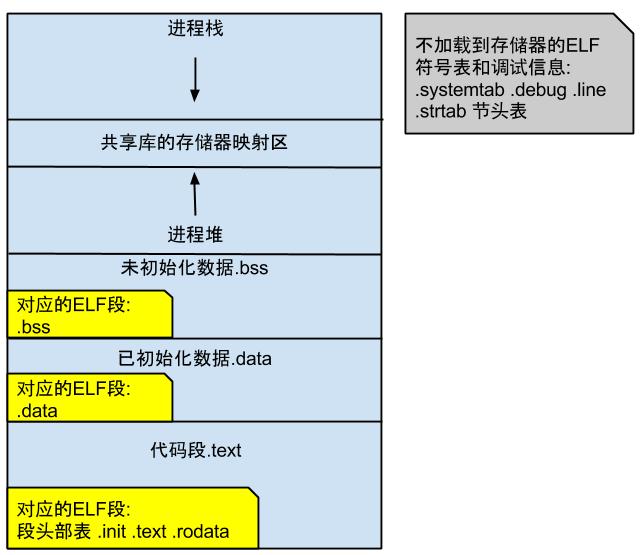 进程栈
共享库的存储器映射区
进程堆
未初始化数据.bss
对应的ELF段:
.bss
已初始化数据.data
对应的ELF段:
.data
代码段.text
对应的ELF段:
段头部表 .init .text .rodata
不加载到存储器的ELF
符号表和调试信息:
.systemtab .debug .line
.strtab 节头表